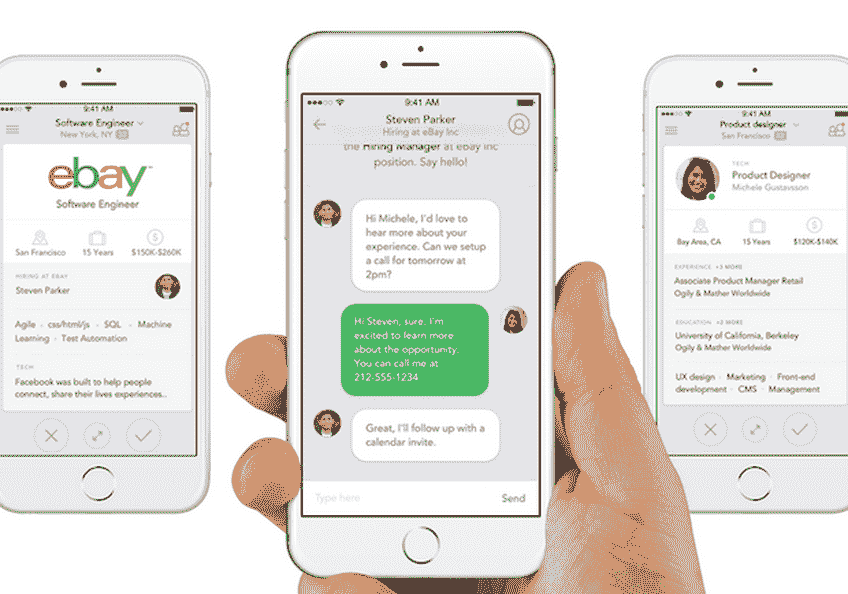 9:41 AM
Software Engineer
New York, NY
ebay
Software Engineer
San Francisco
15 Years
$150K-$260K
HIRING AT EBAY
Steven Parker
Agile · css/html/js · SQL · Machine
Learning · Test Automation
TECH
Facebook was built to help people
connect, share their lives experiences..
9:41 AM
Steven Parker
Hiring at eBay Inc
the Hiring Manager at eBay Inc
position. Say hello!
Hi Michele, I'd love to
hear more about your
experience. Can we setup
a call for tomorrow at
2pm?
Hi Steven, sure. I'm
excited to learn more
about the opportunity.
You can call me at
212-555-1234
Great, I'll follow up with a
calendar invite.
Type here
Send
9:41 AM
Product designer
San Francisco
TECH
Product Designer
Michele Gustavsson
Bay Area, CA
15 Years
$120K-$140K
EXPERIENCE +3 MORE
Associate Product Manager Retail
Ogily & Mather Worldwide
EDUCATION +2 MORE
University of California, Berkeley
Ogily & Mather Worldwide
UX design · Marketing · Front-end
development · CMS · Management